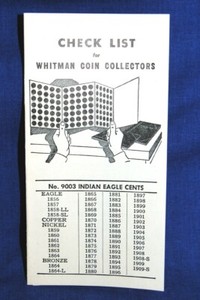 CHECK LIST
for
WHITMAN COIN COLLECTORS
No. 9003 INDIAN EAGLE CENTS
EAGLE 1865 1881 1897
1856 1866 1882 1898
1857 1867 1883 1899
1858-LL 1868 1884 1900
1858-SL 1869 1885 1901
COPPER 1870 1886 1902
NICKEL 1871 1887 1903
1859 1872 1888 1904
1860 1873 1889 1905
1861 1874 1890 1906
1862 1875 1891 1907
1863 1876 1892 1908
1864 1877 1893 1908-S
BRONZE 1878 1894 1909
1864 1879 1895 1909-S
1864-L 1880 1896